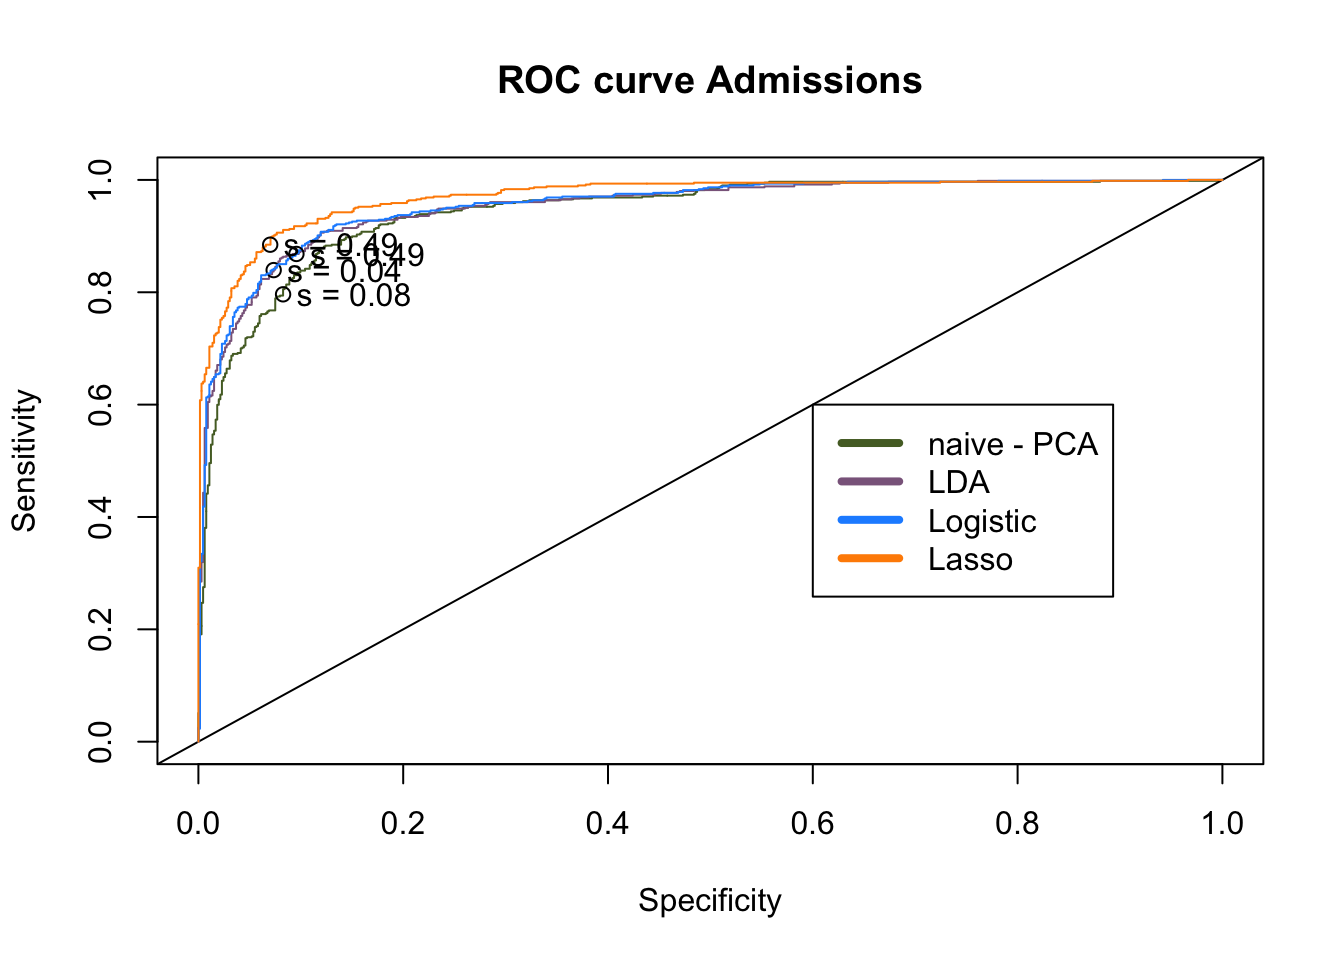 ROC curve Admissions
Sensitivity
1.0
0.8
0.6
0.4
0.2
0.0
s = 0.49
s = 0.49
s = 0.04
s = 0.08
naive - PCA
LDA
Logistic
Lasso
0.0 0.2 0.4 0.6 0.8 1.0
Specificity